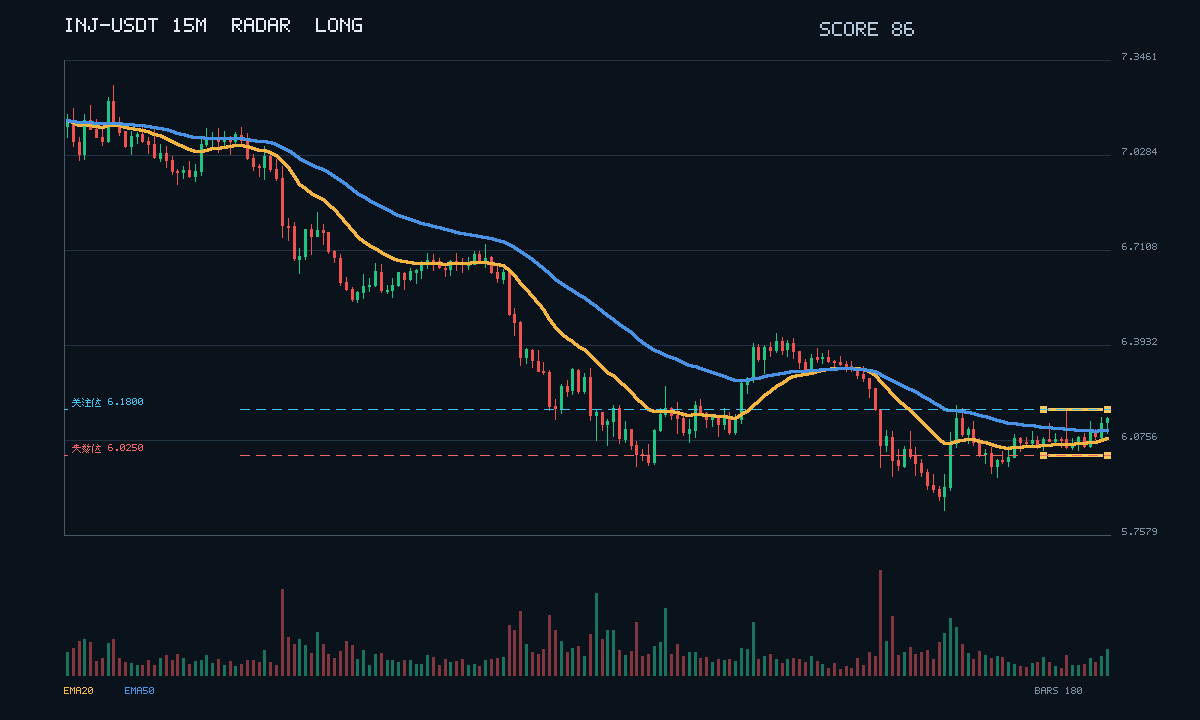 INJ-USDT 15M RADAR LONG
SCORE 86
7.3461
7.0284
6.7108
6.3932
关注位 6.1800
6.0756
失效位 6.0250
5.7579
EMA20 EMA50
BARS 180